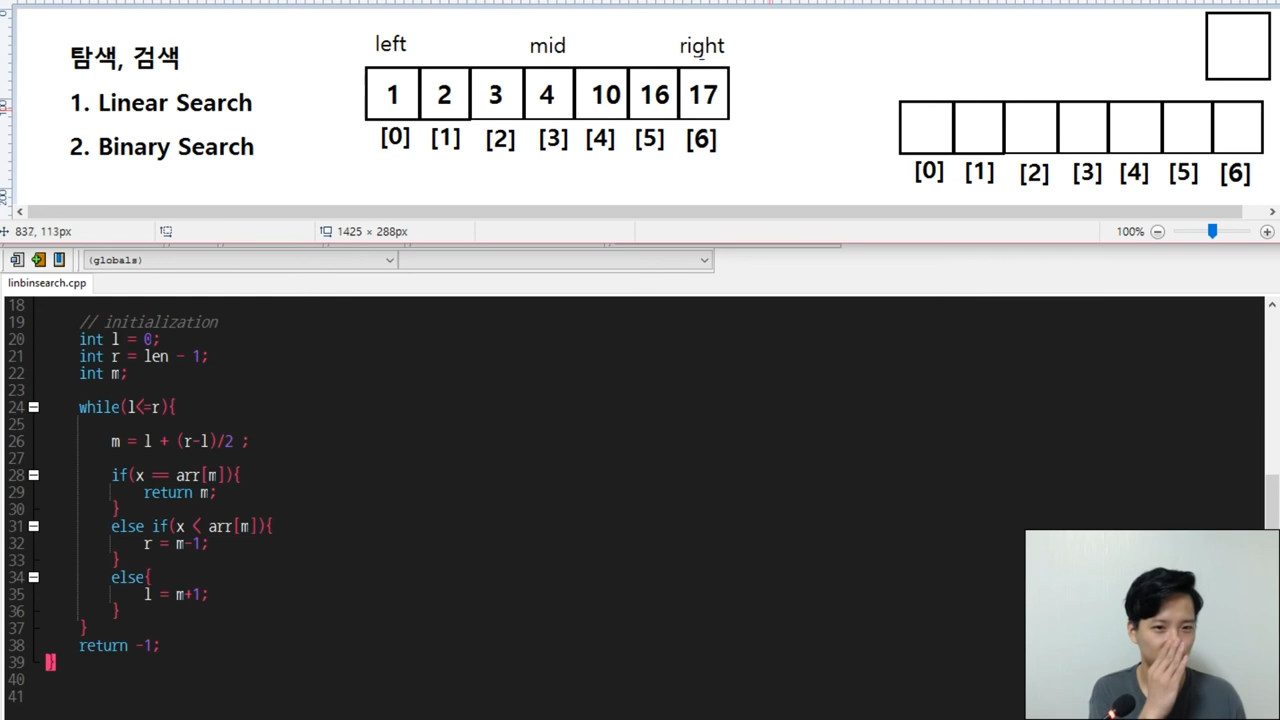 탐색, 검색
1. Linear Search
2. Binary Search
left mid right
1 2 3 4 10 16 17
[0] [1] [2] [3] [4] [5] [6]
[0] [1] [2] [3] [4] [5] [6]
837, 113px
1425 × 288px
100%
(globals)
linbinsearch.cpp
18
19 // initialization
20 int l = 0;
21 int r = len - 1;
22 int m;
23
24 while(l<=r){
25
26 m = l + (r-l)/2 ;
27
28 if(x == arr[m]){
29 return m;
30 }
31 else if(x < arr[m]){
32 r = m-1;
33 }
34 else{
35 l = m+1;
36 }
37 }
38 return -1;
39 }
40
41